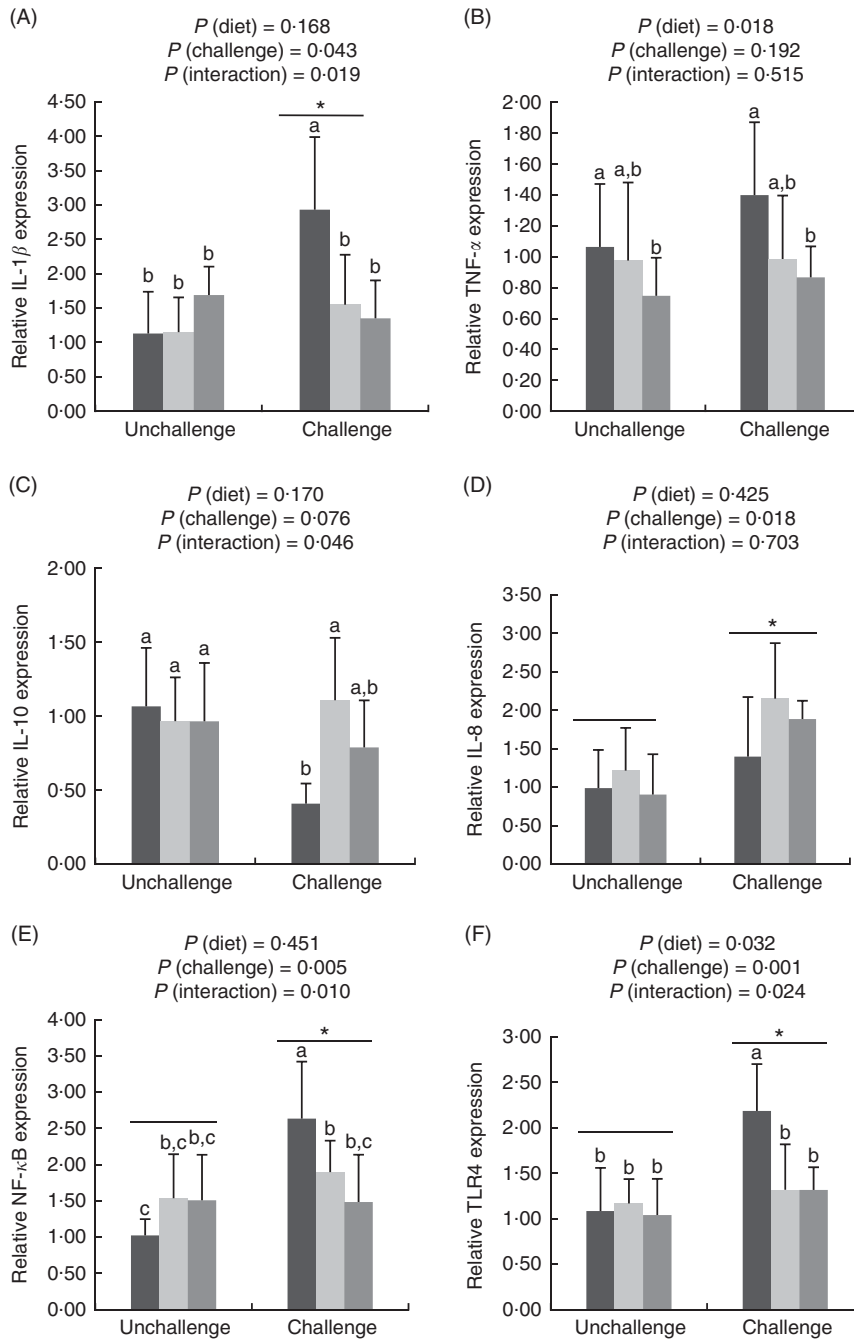 (A)
P (diet) = 0·168
P (challenge) = 0·043
P (interaction) = 0·019
Relative IL-1β expression
4·50
4·00
3·50
3·00
2·50
2·00
1·50
1·00
0·50
0·00
b b b
*
a b b
Unchallenge Challenge
(B)
P (diet) = 0·018
P (challenge) = 0·192
P (interaction) = 0·515
Relative TNF-α expression
2·00
1·80
1·60
1·40
1·20
1·00
0·80
0·60
0·40
0·20
0·00
a a,b b
a a,b b
Unchallenge Challenge
(C)
P (diet) = 0·170
P (challenge) = 0·076
P (interaction) = 0·046
Relative IL-10 expression
2·00
1·50
1·00
0·50
0·00
a a a
b a a,b
Unchallenge Challenge
(D)
P (diet) = 0·425
P (challenge) = 0·018
P (interaction) = 0·703
Relative IL-8 expression
3·50
3·00
2·50
2·00
1·50
1·00
0·50
0·00
*
Unchallenge Challenge
(E)
P (diet) = 0·451
P (challenge) = 0·005
P (interaction) = 0·010
Relative NF-κB expression
4·00
3·50
3·00
2·50
2·00
1·50
1·00
0·50
0·00
c b,c b,c
*
a b b,c
Unchallenge Challenge
(F)
P (diet) = 0·032
P (challenge) = 0·001
P (interaction) = 0·024
Relative TLR4 expression
3·00
2·50
2·00
1·50
1·00
0·50
0·00
b b b
*
a b b
Unchallenge Challenge